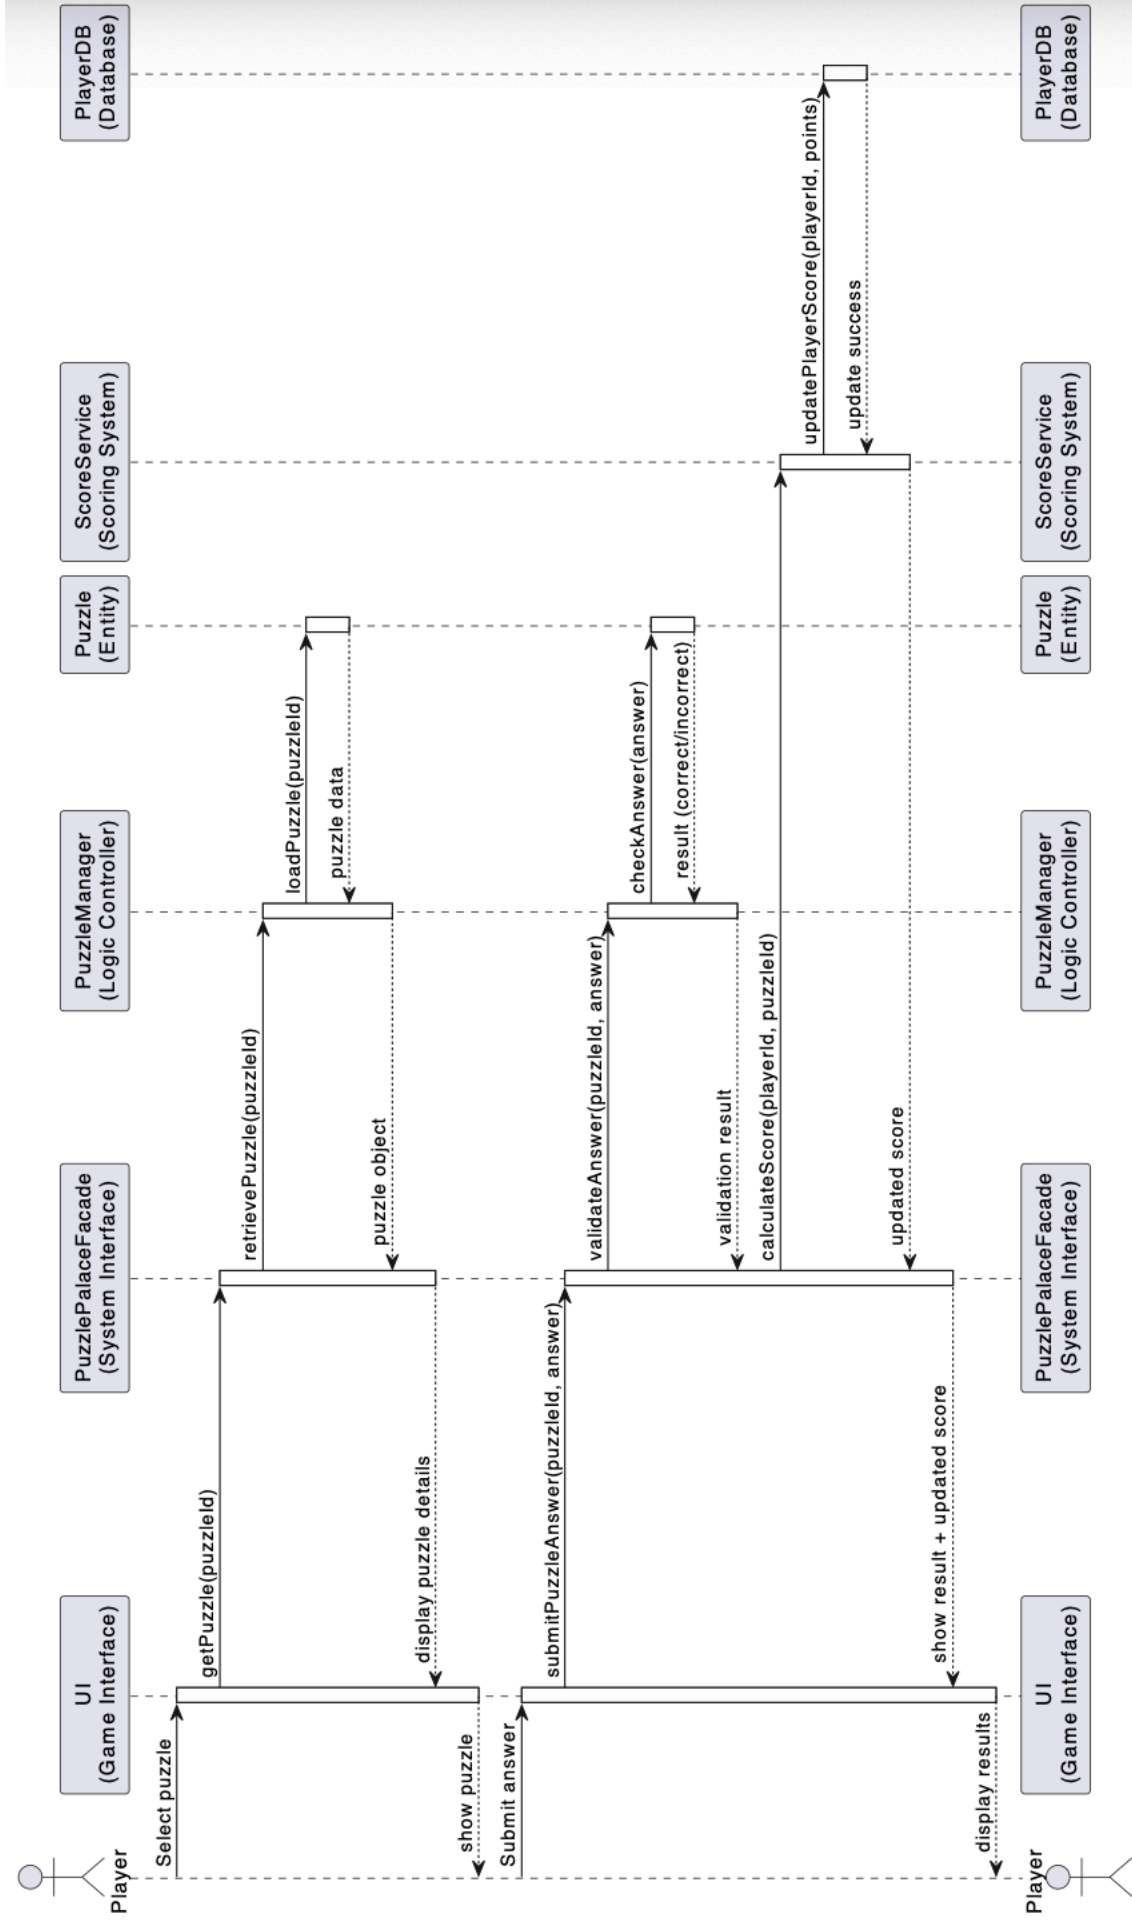 Player
UI
(Game Interface)
PuzzlePalaceFacade
(System Interface)
PuzzleManager
(Logic Controller)
Puzzle
(Entity)
ScoreService
(Scoring System)
PlayerDB
(Database)
Select puzzle
getPuzzle(puzzleId)
retrievePuzzle(puzzleId)
loadPuzzle(puzzleId)
puzzle data
puzzle object
display puzzle details
show puzzle
Submit answer
submitPuzzleAnswer(puzzleId, answer)
validateAnswer(puzzleId, answer)
checkAnswer(answer)
result (correct/incorrect)
validation result
calculateScore(playerId, puzzleId)
updatePlayerScore(playerId, points)
update success
updated score
show result + updated score
display results
Player
UI
(Game Interface)
PuzzlePalaceFacade
(System Interface)
PuzzleManager
(Logic Controller)
Puzzle
(Entity)
ScoreService
(Scoring System)
PlayerDB
(Database)